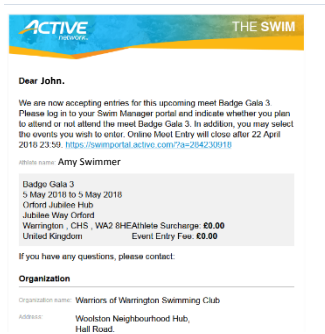 ACTIVE
network.
THE SWIM
Dear John.
We are now accepting entries for this upcoming meet Badge Gala 3.
Please log in to your Swim Manager portal and indicate whether you plan
to attend or not attend the meet Badge Gala 3. In addition, you may select
the events you wish to enter. Online Meet Entry will close after 22 April
2018 23:59. https://swimportal.active.com/?a=284230918
Athlete name: Amy Swimmer
Badge Gala 3
5 May 2018 to 5 May 2018
Orford Jubilee Hub
Jubilee Way Orford
Warrington , CHS , WA2 8HEAthlete Surcharge: £0.00
United Kingdom Event Entry Fee: £0.00
If you have any questions, please contact:
Organization
Organization name: Warriors of Warrington Swimming Club
Address: Woolston Neighbourhood Hub,
Hall Road,